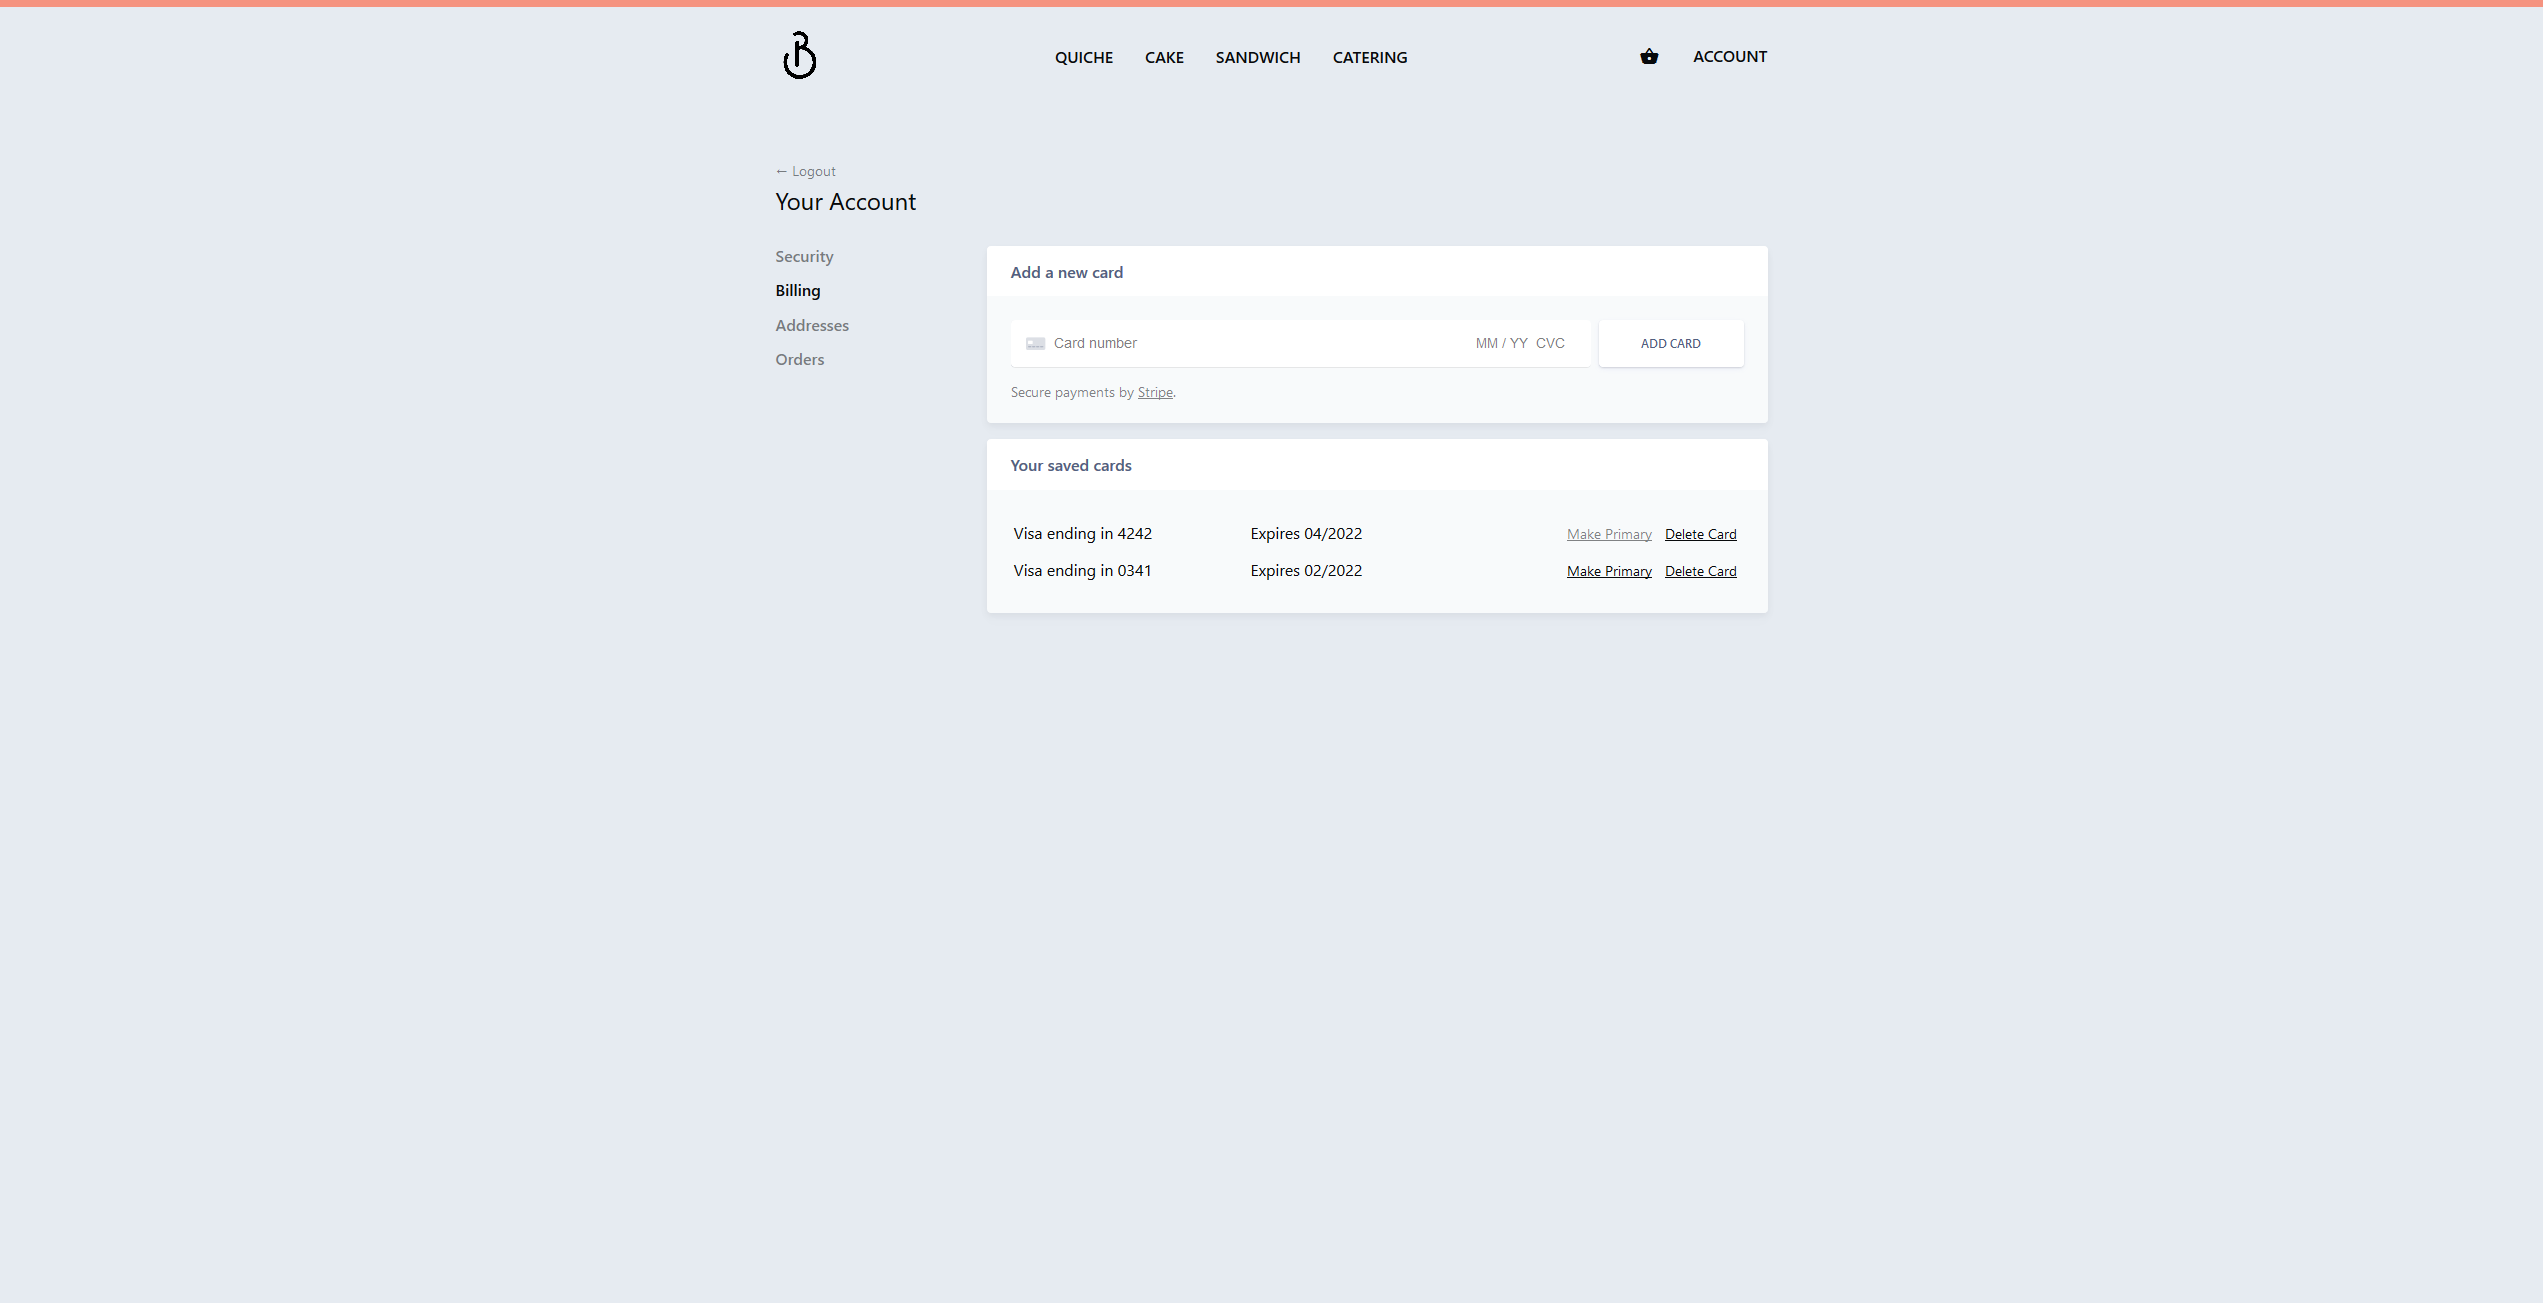 QUICHE CAKE SANDWICH CATERING ACCOUNT
← Logout
Your Account
Security
Billing
Addresses
Orders
Add a new card
Card number MM / YY CVC ADD CARD
Secure payments by Stripe.
Your saved cards
Visa ending in 4242 Expires 04/2022 Make Primary Delete Card
Visa ending in 0341 Expires 02/2022 Make Primary Delete Card